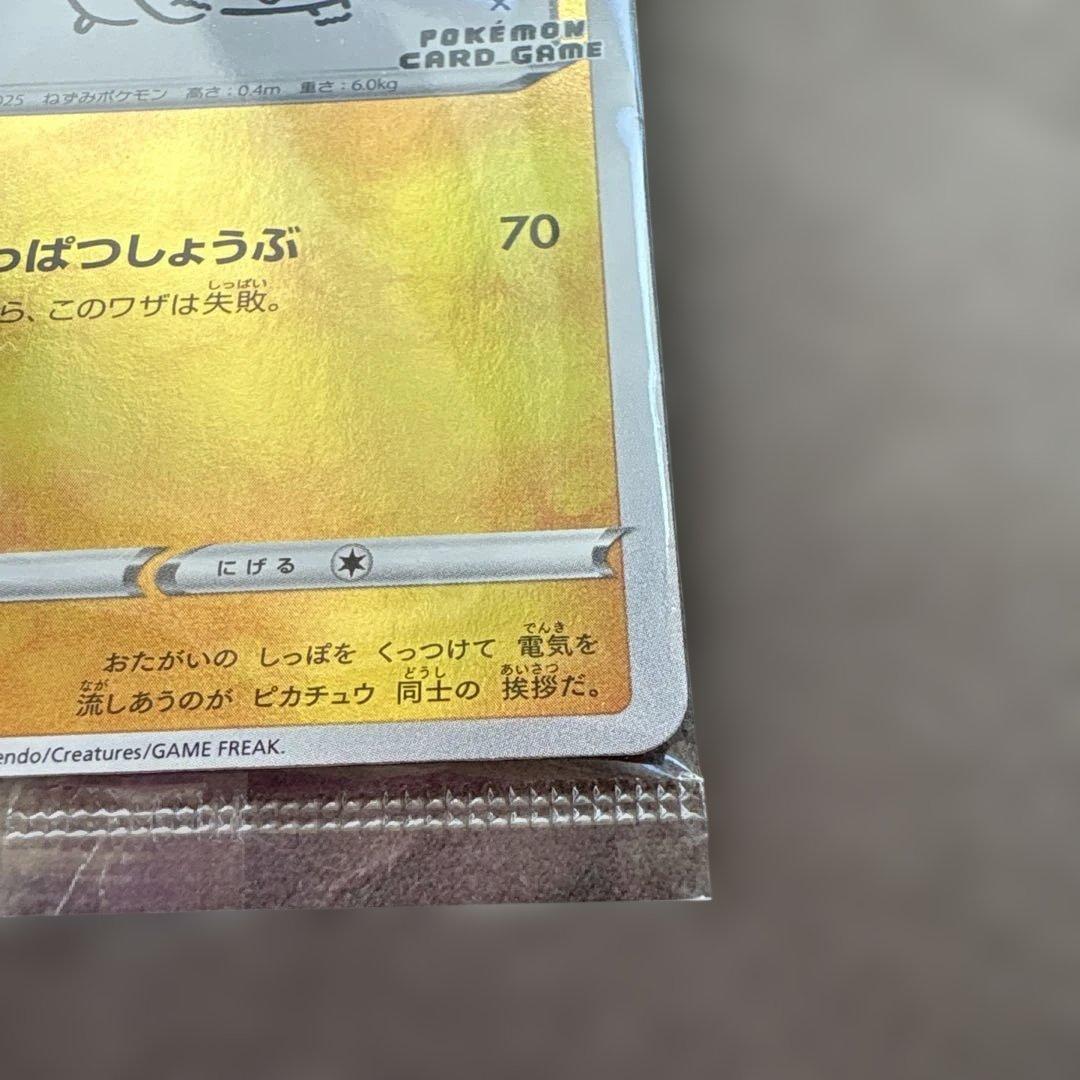 ×
POKÉMON
CARD_GAME
025 ねずみポケモン 高さ:0.4m 重さ:6.0kg
っぱつしょうぶ 70
ら、このワザは失敗。
しっぱい
にげる
おたがいの しっぽを くっつけて 電気を
でんき
流しあうのが ピカチュウ 同士の 挨拶だ。
なが どうし あいさつ
endo/Creatures/GAME FREAK.